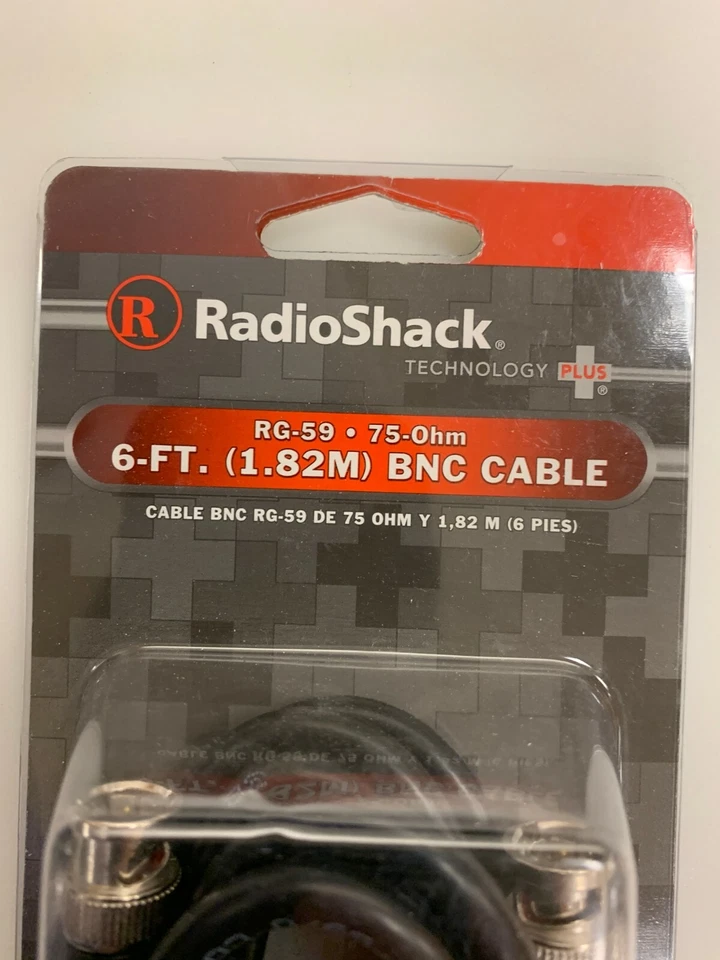 R RadioShack®
TECHNOLOGY PLUS®
RG-59 • 75-Ohm
6-FT. (1.82M) BNC CABLE
CABLE BNC RG-59 DE 75 OHM Y 1,82 M (6 PIES)